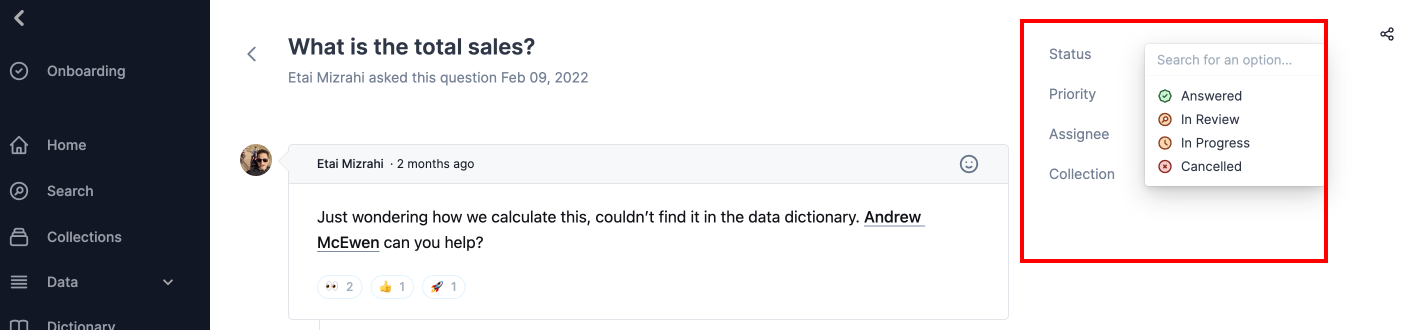 Onboarding
Home
Search
Collections
Data
Dictionary
What is the total sales?
Etai Mizrahi asked this question Feb 09, 2022
Etai Mizrahi · 2 months ago
Just wondering how we calculate this, couldn’t find it in the data dictionary. Andrew
McEwen can you help?
2 1 1
Status
Priority
Assignee
Collection
Search for an option...
Answered
In Review
In Progress
Cancelled